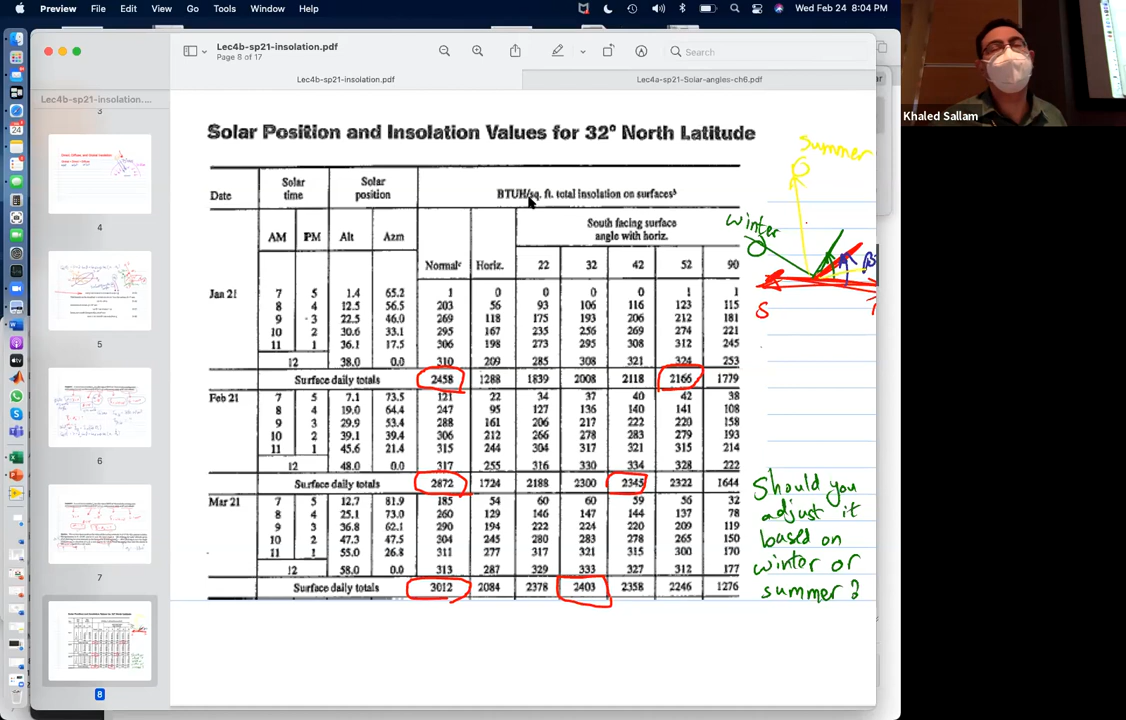 Preview File Edit View Go Tools Window Help
Wed Feb 24 8:04 PM
Lec4b-sp21-insolation.pdf
Page 8 of 17
Search
Lec4b-sp21-insolation.pdf
Lec4a-sp21-Solar-angles-ch6.pdf
Lec4b-sp21-insolation....
3
4
5
6
7
8
Khaled Sallam
Solar Position and Insolation Values for 32° North Latitude
Date Solar time Solar position BTUH/sq. ft. total insolation on surfacesᵇ
South facing surface angle with horiz.
AM PM Alt Azm Normalᶜ Horiz. 22 32 42 52 90
Jan 21 7 5 1.4 65.2 1 0 0 0 0 1 1
8 4 12.5 56.5 203 56 93 106 116 123 115
9 3 22.5 46.0 269 118 175 193 206 212 181
10 2 30.6 33.1 295 167 235 256 269 274 221
11 1 36.1 17.5 306 198 273 295 308 312 245
12 38.0 0.0 310 209 285 308 321 324 253
Surface daily totals 2458 1288 1839 2008 2118 2166 1779
Feb 21 7 5 7.1 73.5 121 22 34 37 40 42 38
8 4 19.0 64.4 247 95 127 136 140 141 108
9 3 29.9 53.4 288 161 206 217 222 220 158
10 2 39.1 39.4 306 212 266 278 283 279 193
11 1 45.6 21.4 315 244 304 317 321 315 214
12 48.0 0.0 317 255 316 330 334 328 222
Surface daily totals 2872 1724 2188 2300 2345 2322 1644
Mar 21 7 5 12.7 81.9 185 54 60 60 59 56 32
8 4 25.1 73.0 260 129 146 147 144 137 78
9 3 36.8 62.1 290 194 222 224 220 209 119
10 2 47.3 47.5 304 245 280 283 278 265 150
11 1 55.0 26.8 311 277 317 321 315 300 170
12 58.0 0.0 313 287 329 333 327 312 177
Surface daily totals 3012 2084 2378 2403 2358 2246 1276
Summer
Winter
S
Should you
adjust it
based on
winter or
summer?